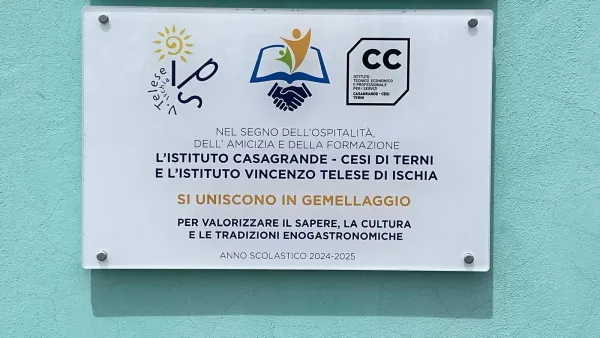 V. Telese Ischia
ips
CC
ISTITUTO
TECNICO ECONOMICO
E PROFESSIONALE
PER I SERVIZI
CASAGRANDE - CESI
TERNI
NEL SEGNO DELL'OSPITALITÀ,
DELL' AMICIZIA E DELLA FORMAZIONE
L'ISTITUTO CASAGRANDE - CESI DI TERNI
E L'ISTITUTO VINCENZO TELESE DI ISCHIA
SI UNISCONO IN GEMELLAGGIO
PER VALORIZZARE IL SAPERE, LA CULTURA
E LE TRADIZIONI ENOGASTRONOMICHE
ANNO SCOLASTICO 2024-2025